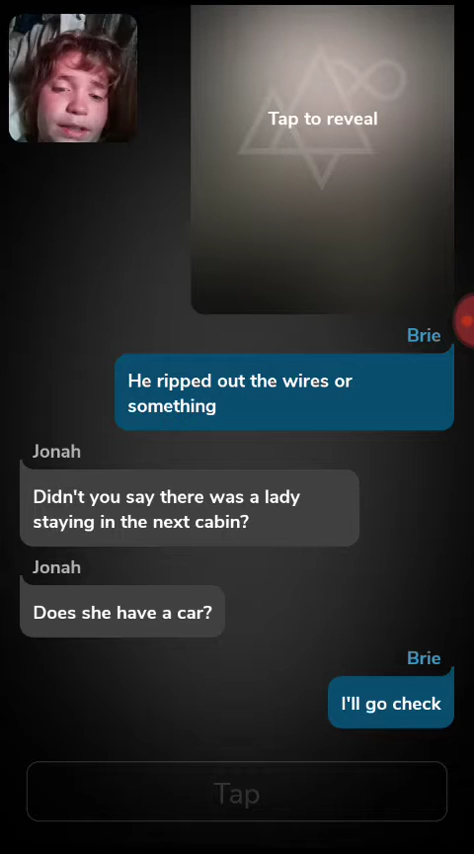 Tap to reveal
Brie
He ripped out the wires or
something
Jonah
Didn't you say there was a lady
staying in the next cabin?
Jonah
Does she have a car?
Brie
I'll go check
Tap